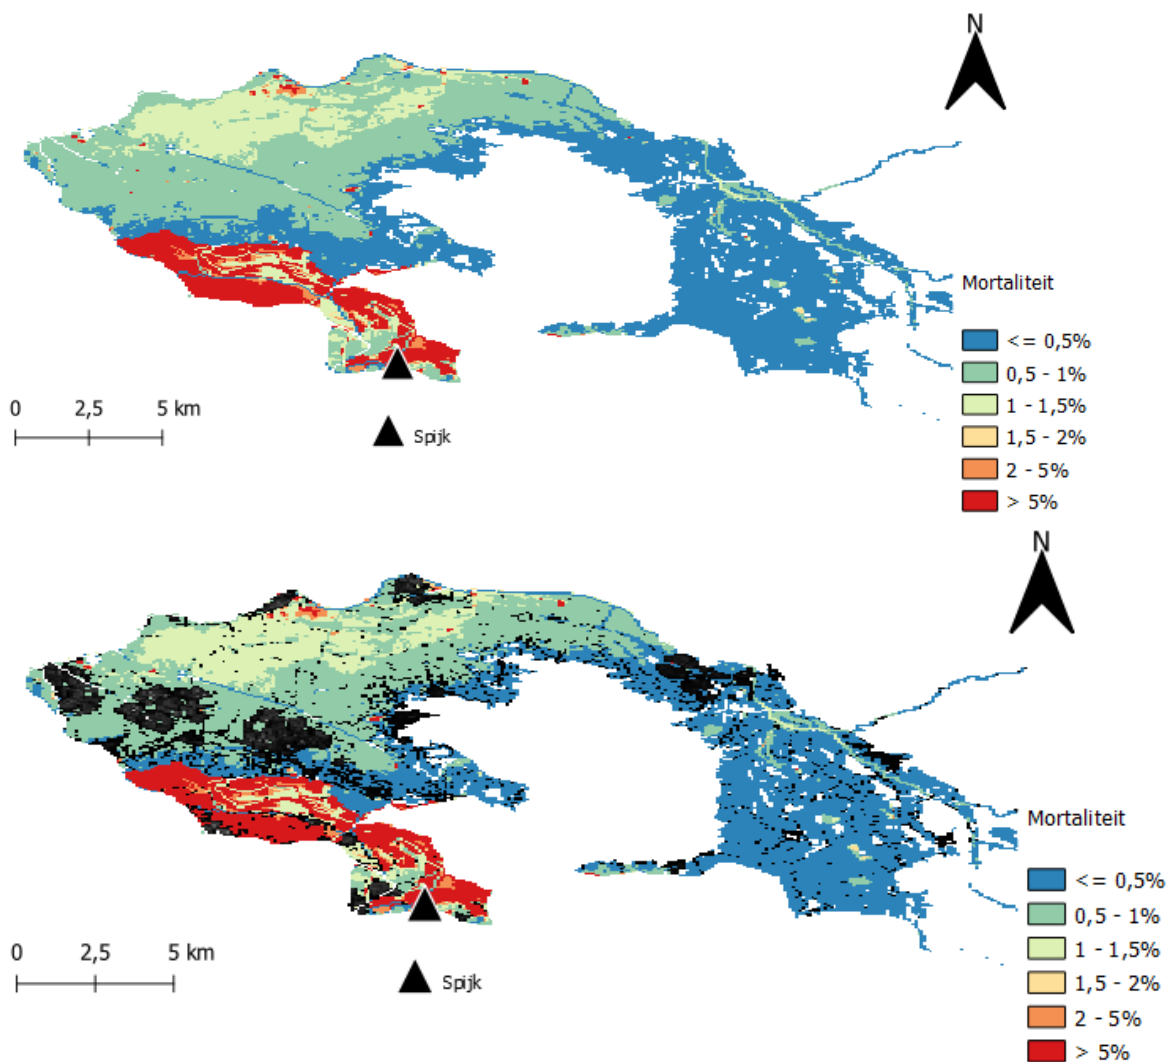 N
Mortaliteit
<= 0,5%
0,5 - 1%
1 - 1,5%
1,5 - 2%
2 - 5%
> 5%
0 2,5 5 km
Spijk
N
Mortaliteit
<= 0,5%
0,5 - 1%
1 - 1,5%
1,5 - 2%
2 - 5%
> 5%
0 2,5 5 km
Spijk